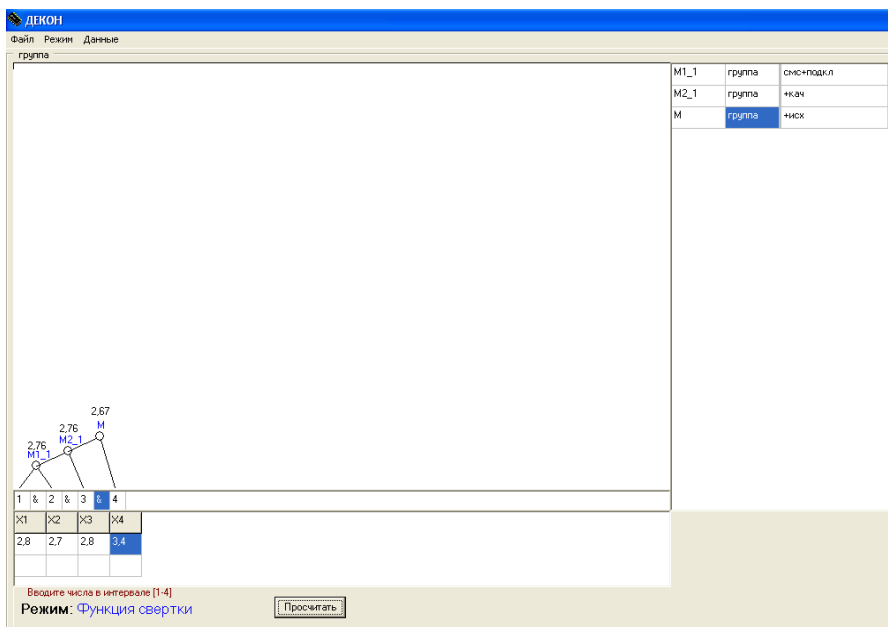 ДЕКОН
Файл Режим Данные
группа
M1_1 группа смс+подкл
M2_1 группа +кач
M группа +исх
2,67
M
2,76
M2_1
2,76
M1_1
1 & 2 & 3 & 4
X1 X2 X3 X4
2,8 2,7 2,8 3,4
Вводите числа в интервале [1-4]
Режим: Функция свертки
Просчитать